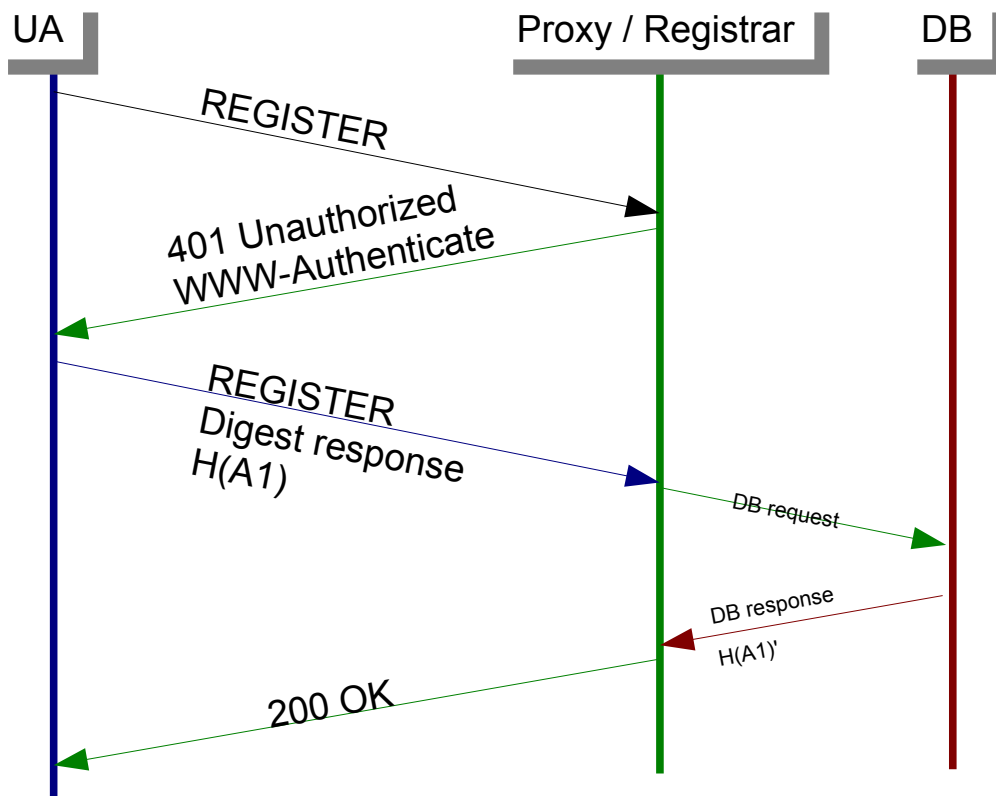 UA
Proxy / Registrar
DB
REGISTER
401 Unauthorized
WWW-Authenticate
REGISTER
Digest response
H(A1)
DB request
DB response
H(A1)'
200 OK